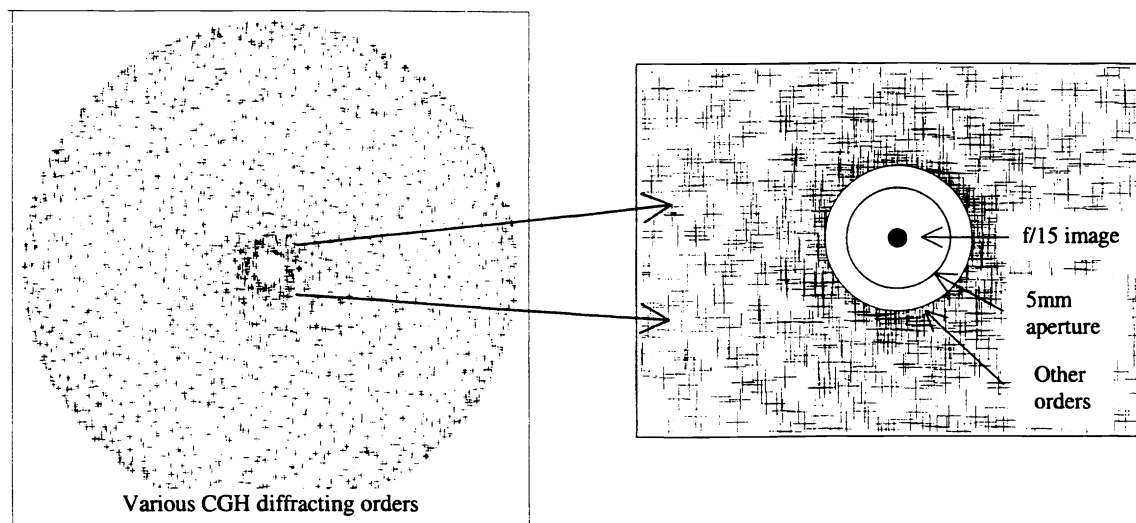 Various CGH diffracting orders
f/15 image
5mm
aperture
Other
orders